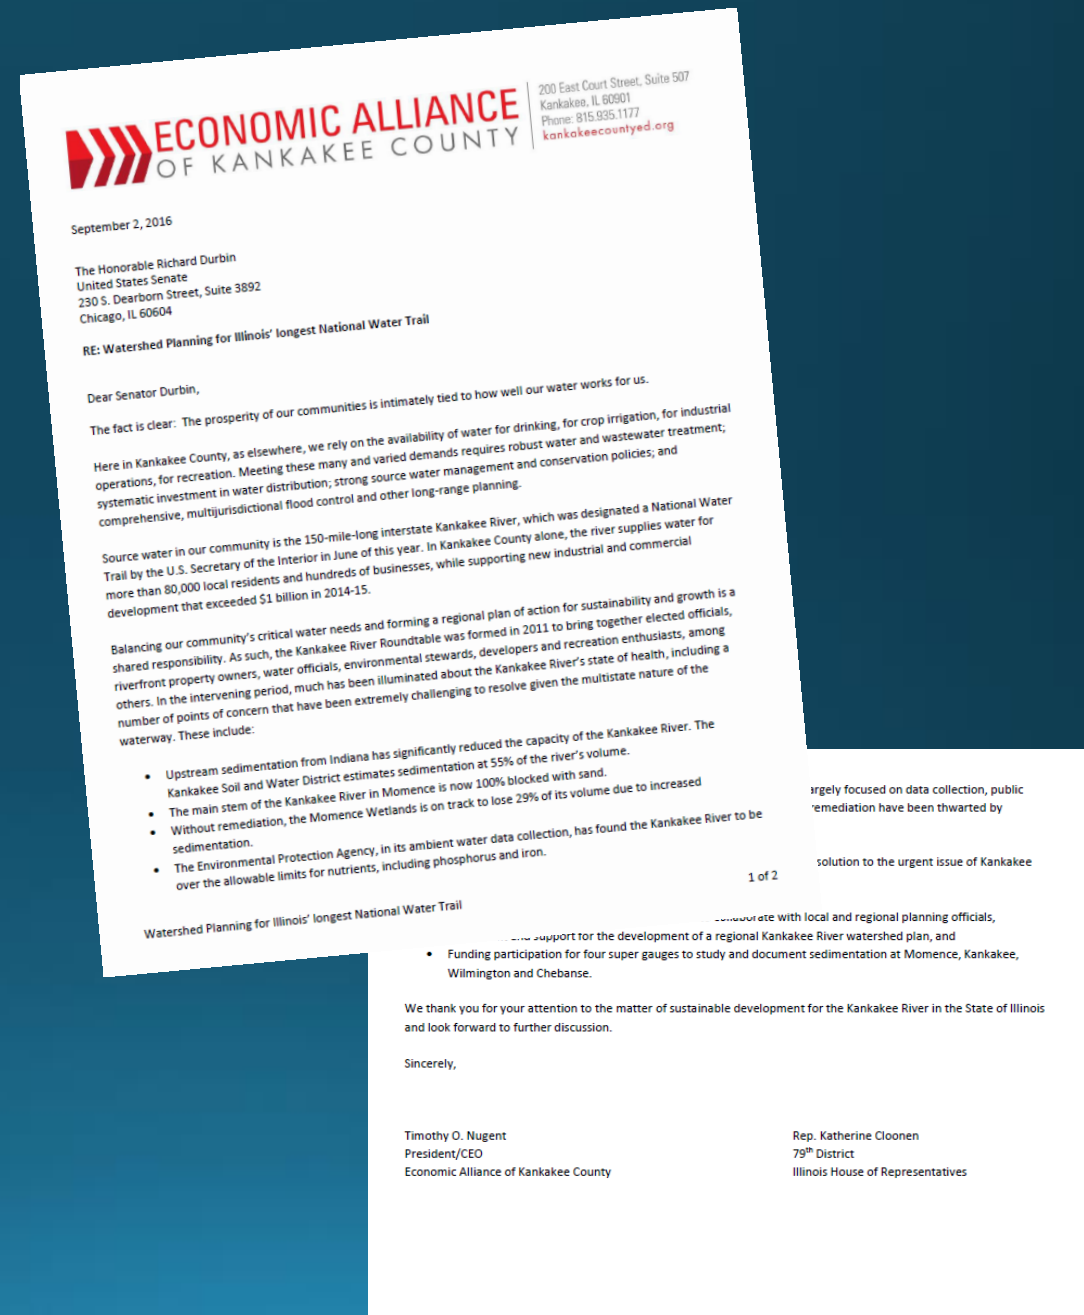 ECONOMIC ALLIANCE
OF KANKAKEE COUNTY
200 East Court Street, Suite 507
Kankakee, IL 60901
Phone: 815.935.1177
kankakeecountyed.org
September 2, 2016
The Honorable Richard Durbin
United States Senate
230 S. Dearborn Street, Suite 3892
Chicago, IL 60604
RE: Watershed Planning for Illinois' longest National Water Trail
Dear Senator Durbin,
The fact is clear: The prosperity of our communities is intimately tied to how well our water works for us.
Here in Kankakee County, as elsewhere, we rely on the availability of water for drinking, for crop irrigation, for industrial
operations, for recreation. Meeting these many and varied demands requires robust water and wastewater treatment;
systematic investment in water distribution; strong source water management and conservation policies; and
comprehensive, multijurisdictional flood control and other long-range planning.
Source water in our community is the 150-mile-long interstate Kankakee River, which was designated a National Water
Trail by the U.S. Secretary of the Interior in June of this year. In Kankakee County alone, the river supplies water for
more than 80,000 local residents and hundreds of businesses, while supporting new industrial and commercial
development that exceeded $1 billion in 2014-15.
Balancing our community's critical water needs and forming a regional plan of action for sustainability and growth is a
shared responsibility. As such, the Kankakee River Roundtable was formed in 2011 to bring together elected officials,
riverfront property owners, water officials, environmental stewards, developers and recreation enthusiasts, among
others. In the intervening period, much has been illuminated about the Kankakee River's state of health, including a
number of points of concern that have been extremely challenging to resolve given the multistate nature of the
waterway. These include:
• Upstream sedimentation from Indiana has significantly reduced the capacity of the Kankakee River. The
Kankakee Soil and Water District estimates sedimentation at 55% of the river's volume.
• The main stem of the Kankakee River in Momence is now 100% blocked with sand.
• Without remediation, the Momence Wetlands is on track to lose 29% of its volume due to increased
sedimentation.
• The Environmental Protection Agency, in its ambient water data collection, has found the Kankakee River to be
over the allowable limits for nutrients, including phosphorus and iron.
1 of 2
Watershed Planning for Illinois' longest National Water Trail
argely focused on data collection, public
remediation have been thwarted by
solution to the urgent issue of Kankakee
with local and regional planning officials,
support for the development of a regional Kankakee River watershed plan, and
• Funding participation for four super gauges to study and document sedimentation at Momence, Kankakee,
Wilmington and Chebanse.
We thank you for your attention to the matter of sustainable development for the Kankakee River in the State of Illinois
and look forward to further discussion.
Sincerely,
Timothy O. Nugent
President/CEO
Economic Alliance of Kankakee County
Rep. Katherine Cloonen
79th District
Illinois House of Representatives